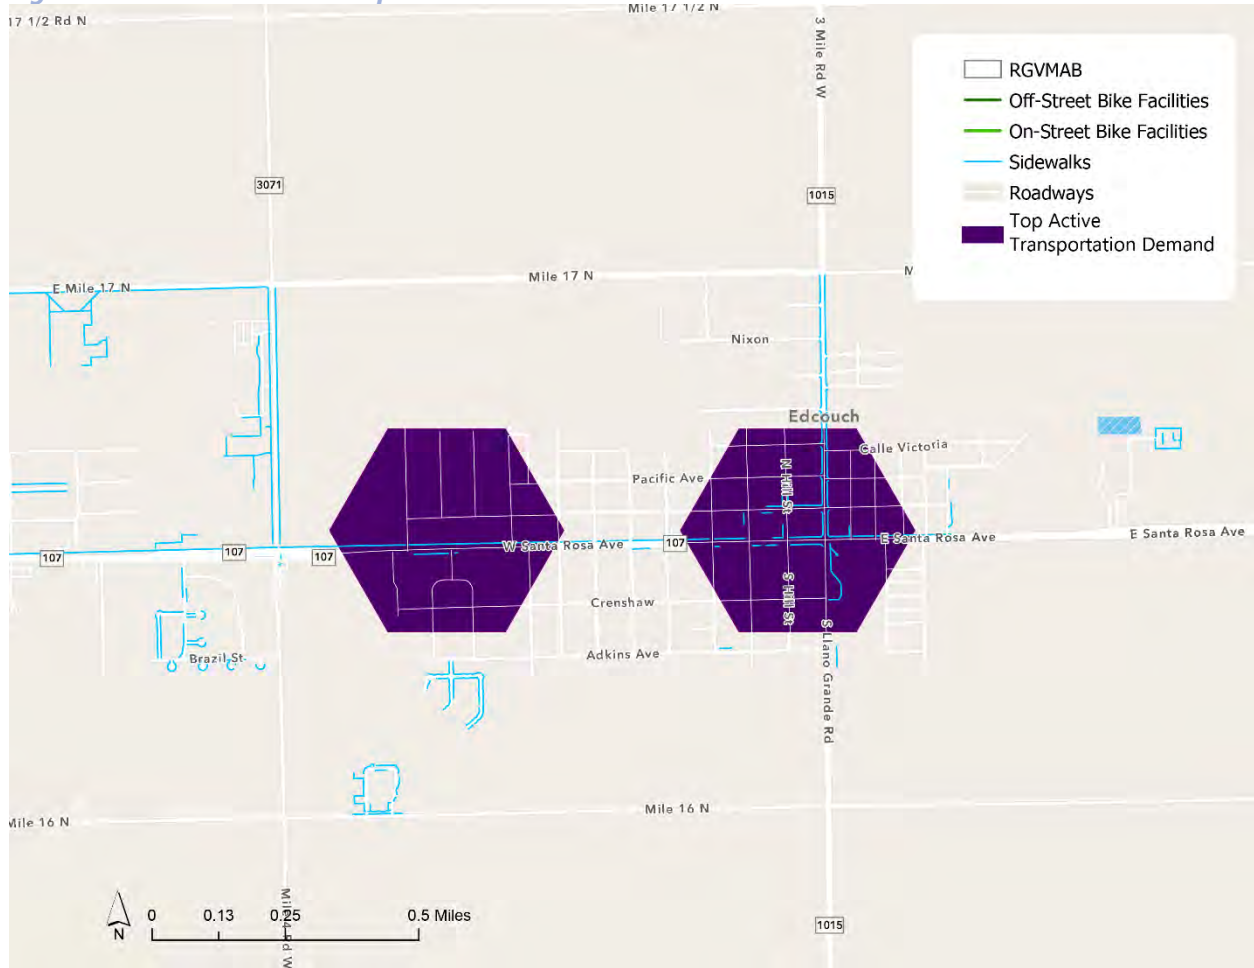 17 1/2 Rd N
Mile 17 1/2 N
3 Mile Rd W
RGVMAB
Off-Street Bike Facilities
On-Street Bike Facilities
Sidewalks
Roadways
Top Active
Transportation Demand
3071
1015
E Mile 17 N
Mile 17 N
M
Nixon
Edcouch
Calle Victoria
Pacific Ave
N Hill St
107
107
107
W Santa Rosa Ave
107
E Santa Rosa Ave
E Santa Rosa Ave
Crenshaw
S Hill St
Adkins Ave
Brazil St
S Llano Grande Rd
Mile 16 N
Mile 16 N
Mile 4 Rd W
N
0
0.13
0.25
0.5 Miles
1015